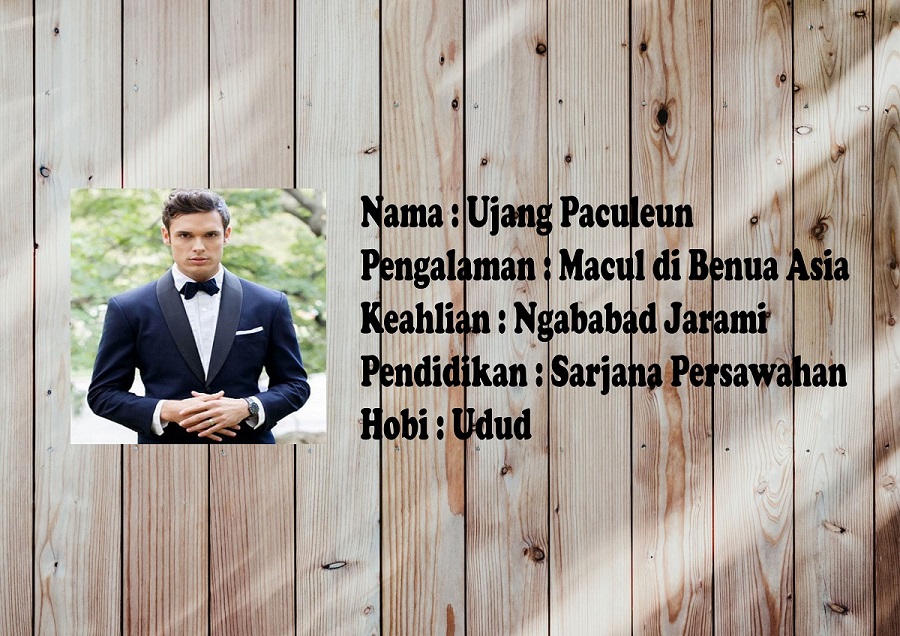 Nama : Ujang Paculeun
Pengalaman : Macul di Benua Asia
Keahlian : Ngababad Jarami
Pendidikan : Sarjana Persawahan
Hobi : Udud